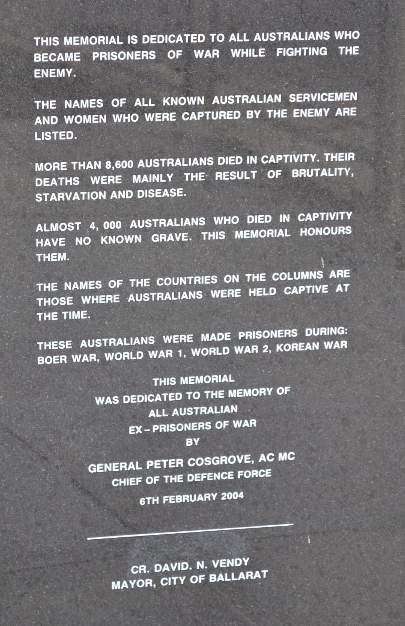 THIS MEMORIAL IS DEDICATED TO ALL AUSTRALIANS WHO
BECAME PRISONERS OF WAR WHILE FIGHTING THE
ENEMY.
THE NAMES OF ALL KNOWN AUSTRALIAN SERVICEMEN
AND WOMEN WHO WERE CAPTURED BY THE ENEMY ARE
LISTED.
MORE THAN 8,600 AUSTRALIANS DIED IN CAPTIVITY. THEIR
DEATHS WERE MAINLY THE RESULT OF BRUTALITY,
STARVATION AND DISEASE.
ALMOST 4, 000 AUSTRALIANS WHO DIED IN CAPTIVITY
HAVE NO KNOWN GRAVE. THIS MEMORIAL HONOURS
THEM.
THE NAMES OF THE COUNTRIES ON THE COLUMNS ARE
THOSE WHERE AUSTRALIANS WERE HELD CAPTIVE AT
THE TIME.
THESE AUSTRALIANS WERE MADE PRISONERS DURING:
BOER WAR, WORLD WAR 1, WORLD WAR 2, KOREAN WAR
THIS MEMORIAL
WAS DEDICATED TO THE MEMORY OF
ALL AUSTRALIAN
EX – PRISONERS OF WAR
BY
GENERAL PETER COSGROVE, AC MC
CHIEF OF THE DEFENCE FORCE
6TH FEBRUARY 2004
CR. DAVID. N. VENDY
MAYOR, CITY OF BALLARAT